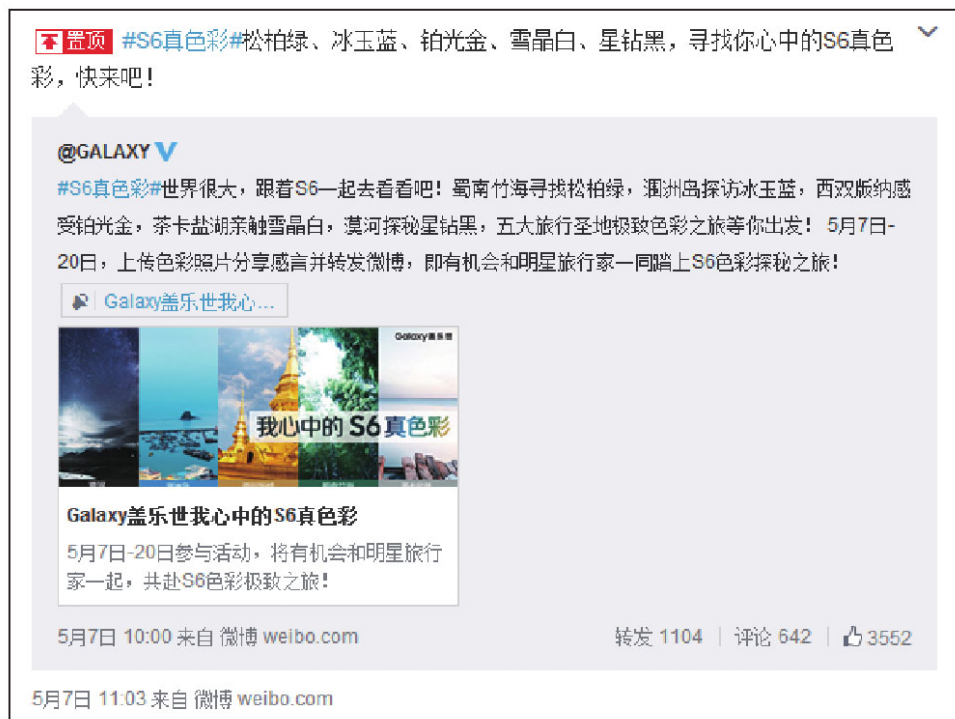 置顶 #S6真色彩#松柏绿、冰玉蓝、铂光金、雪晶白、星钻黑，寻找你心中的S6真色
彩，快来吧！
@GALAXY
#S6真色彩#世界很大，跟着S6一起去看看吧！蜀南竹海寻找松柏绿，涠洲岛探访冰玉蓝，西双版纳感
受铂光金，茶卡盐湖亲触雪晶白，漠河探秘星钻黑，五大旅行圣地极致色彩之旅等你出发！5月7日-
20日，上传色彩照片分享感言并转发微博，即有机会和明星旅行家一同踏上S6色彩探秘之旅！
Galaxy盖乐世我心...
Galaxy盖乐世
我心中的S6真色彩
Galaxy盖乐世我心中的S6真色彩
5月7日-20日参与活动，将有机会和明星旅行
家一起，共赴S6色彩极致之旅！
5月7日 10:00 来自 微博 weibo.com 转发 1104 评论 642 3552
5月7日 11:03 来自 微博 weibo.com